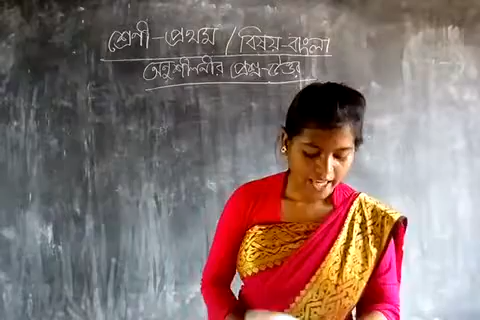 শ্রেণী-প্রথম / বিষয়-বাংলা
অনুশীলনীর প্রশ্ন-উত্তর